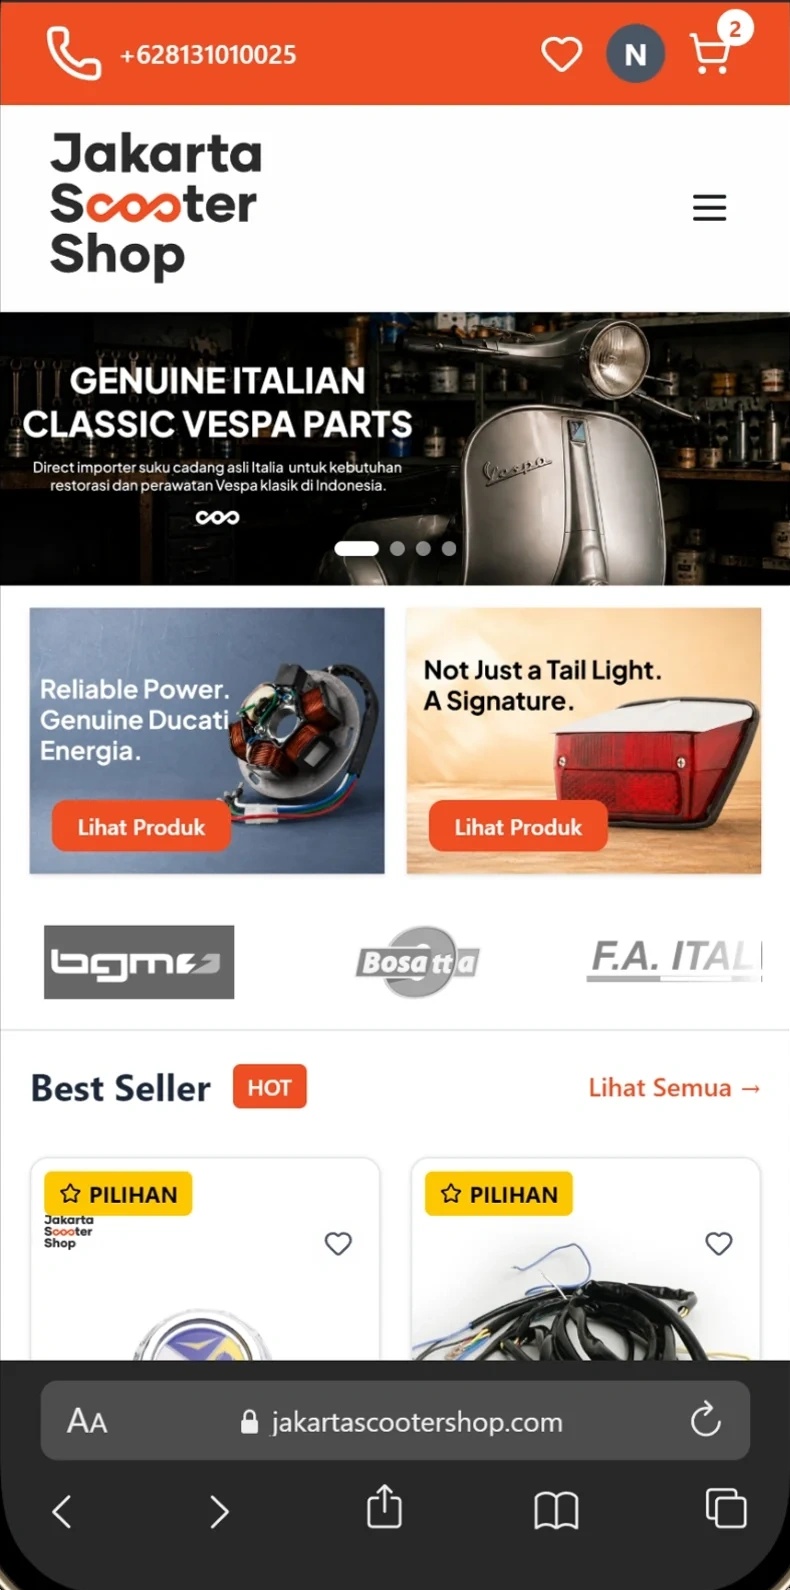 +628131010025
N
2
Jakarta
Scooter
Shop
GENUINE ITALIAN
CLASSIC VESPA PARTS
Direct importer suku cadang asli Italia untuk kebutuhan
restorasi dan perawatan Vespa klasik di Indonesia.
Vespa
Reliable Power.
Genuine Ducati
Energia.
Lihat Produk
Not Just a Tail Light.
A Signature.
Lihat Produk
bgm
Bosatta
F.A. ITAL
Best Seller
HOT
Lihat Semua →
PILIHAN
Jakarta
Scooter
Shop
PILIHAN
AA
jakartascootershop.com